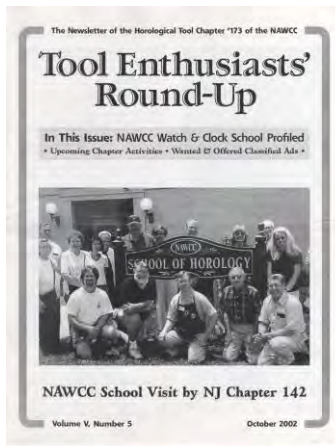 The Newsletter of the Horological Tool Chapter #173 of the NAWCC
Tool Enthusiasts'
Round-Up
In This Issue: NAWCC Watch & Clock School Profiled
• Upcoming Chapter Activities • Wanted & Offered Classified Ads •
NAWCC
SCHOOL OF HOROLOGY
NAWCC School Visit by NJ Chapter 142
Volume V, Number 5 October 2002